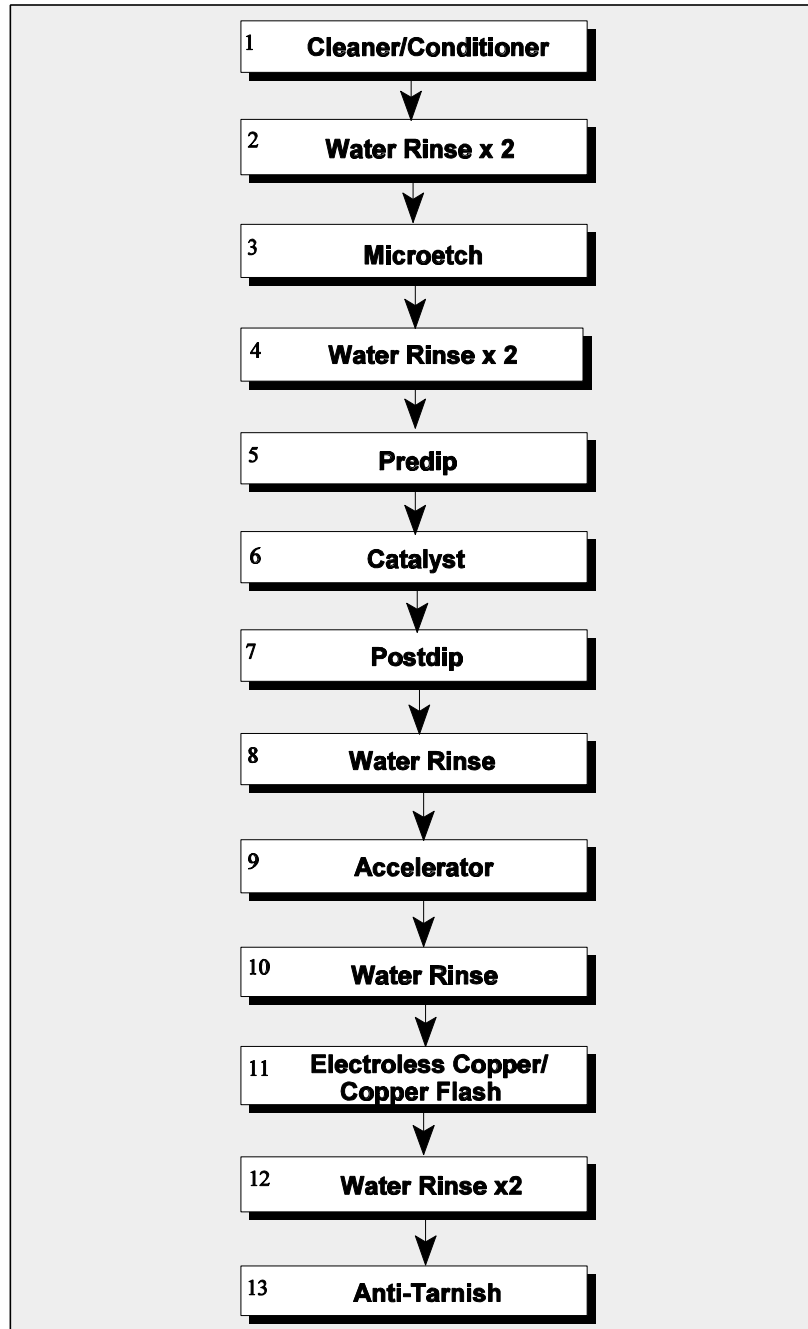 1 Cleaner/Conditioner
2 Water Rinse x 2
3 Microetch
4 Water Rinse x 2
5 Predip
6 Catalyst
7 Postdip
8 Water Rinse
9 Accelerator
10 Water Rinse
11 Electroless Copper/
Copper Flash
12 Water Rinse x2
13 Anti-Tarnish